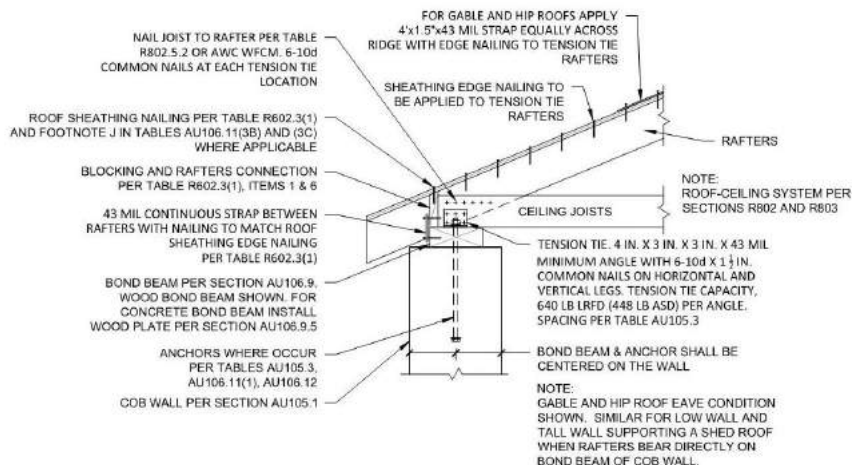 NAIL JOIST TO RAFTER PER TABLE
R802.5.2 OR AWC WFCM. 6-10d
COMMON NAILS AT EACH TENSION TIE
LOCATION
ROOF SHEATHING NAILING PER TABLE R602.3(1)
AND FOOTNOTE J IN TABLES AU106.11(3B) AND (3C)
WHERE APPLICABLE
BLOCKING AND RAFTERS CONNECTION
PER TABLE R602.3(1), ITEMS 1 & 6
43 MIL CONTINUOUS STRAP BETWEEN
RAFTERS WITH NAILING TO MATCH ROOF
SHEATHING EDGE NAILING
PER TABLE R602.3(1)
BOND BEAM PER SECTION AU106.9.
WOOD BOND BEAM SHOWN. FOR
CONCRETE BOND BEAM INSTALL
WOOD PLATE PER SECTION AU106.9.5
ANCHORS WHERE OCCUR
PER TABLES AU105.3,
AU106.11(1), AU106.12
COB WALL PER SECTION AU105.1
FOR GABLE AND HIP ROOFS APPLY
4'x1.5"x43 MIL STRAP EQUALLY ACROSS
RIDGE WITH EDGE NAILING TO TENSION TIE
RAFTERS
SHEATHING EDGE NAILING TO
BE APPLIED TO TENSION TIE
RAFTERS
RAFTERS
NOTE:
ROOF-CEILING SYSTEM PER
SECTIONS R802 AND R803
CEILING JOISTS
TENSION TIE. 4 IN. X 3 IN. X 3 IN. X 43 MIL
MINIMUM ANGLE WITH 6-10d X 1 ½ IN.
COMMON NAILS ON HORIZONTAL AND
VERTICAL LEGS. TENSION TIE CAPACITY,
640 LB LRFD (448 LB ASD) PER ANGLE.
SPACING PER TABLE AU105.3
BOND BEAM & ANCHOR SHALL BE
CENTERED ON THE WALL
NOTE:
GABLE AND HIP ROOF EAVE CONDITION
SHOWN. SIMILAR FOR LOW WALL AND
TALL WALL SUPPORTING A SHED ROOF
WHEN RAFTERS BEAR DIRECTLY ON
BOND BEAM OF COB WALL.